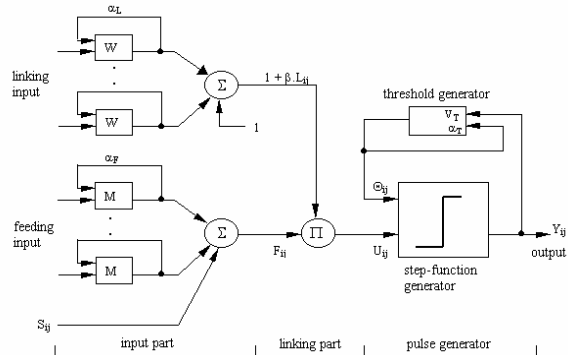 α_L
W
linking
input
W
Σ
1 + β.L_ij
1
threshold generator
V_T
α_T
α_F
M
feeding
input
M
Σ
F_ij
Π
Θ_ij
U_ij
Y_ij
output
step-function
generator
S_ij
input part
linking part
pulse generator